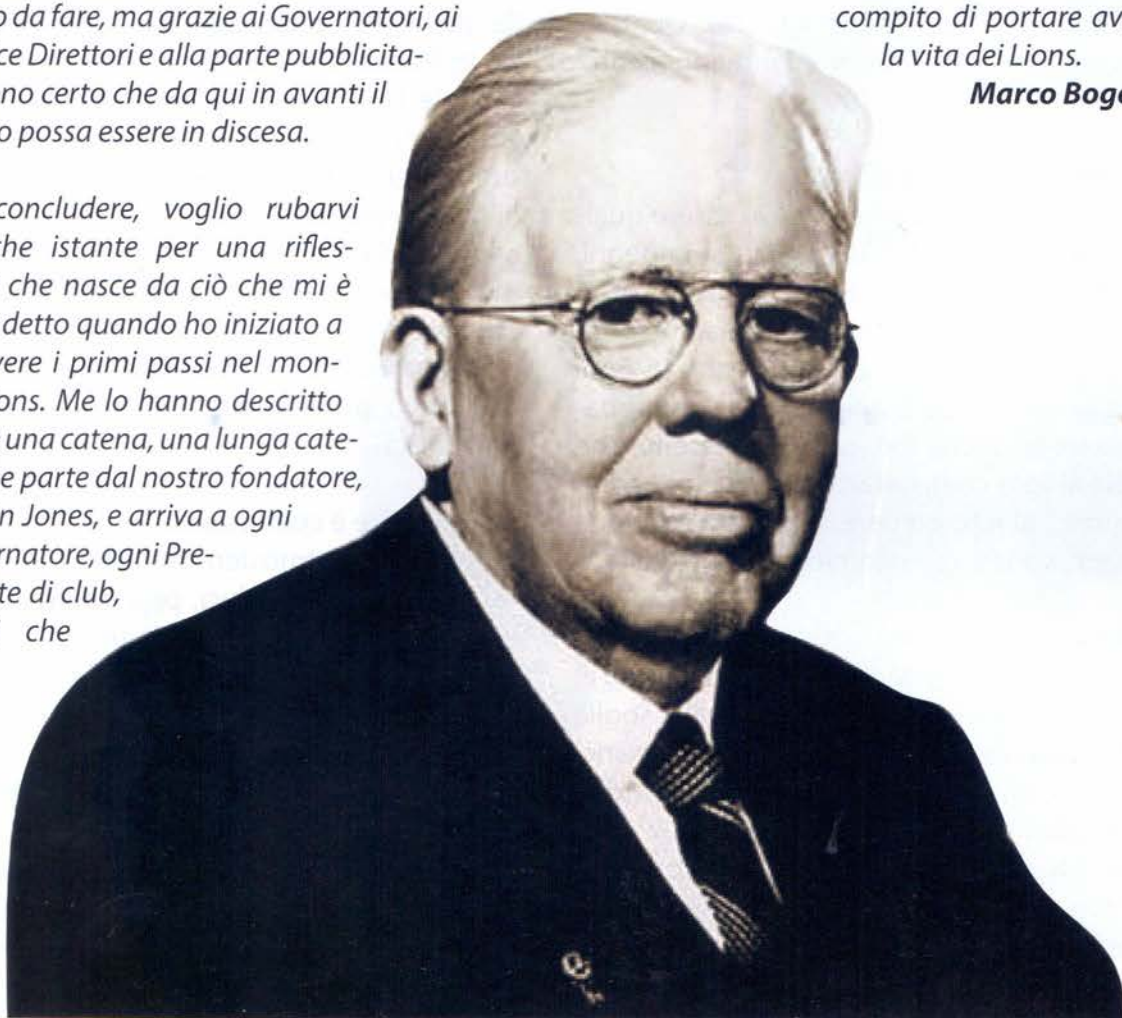 o da fare, ma grazie ai Governatori, ai
ce Direttori e alla parte pubblicita-
no certo che da qui in avanti il
o possa essere in discesa.
concludere, voglio rubarvi
che istante per una rifles-
che nasce da ciò che mi è
detto quando ho iniziato a
vere i primi passi nel mon-
ons. Me lo hanno descritto
una catena, una lunga cate-
e parte dal nostro fondatore,
n Jones, e arriva a ogni
ernatore, ogni Pre-
te di club,
che
compito di portare av
la vita dei Lions.
Marco Bog